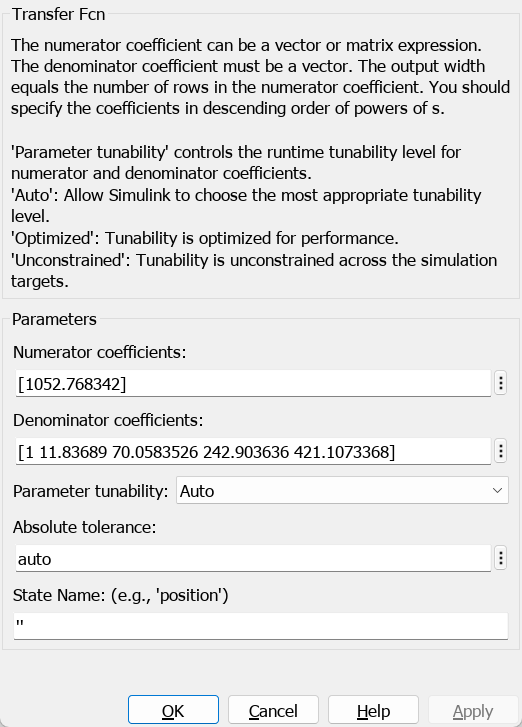 Transfer Fcn
The numerator coefficient can be a vector or matrix expression.
The denominator coefficient must be a vector. The output width
equals the number of rows in the numerator coefficient. You should
specify the coefficients in descending order of powers of s.
'Parameter tunability' controls the runtime tunability level for
numerator and denominator coefficients.
'Auto': Allow Simulink to choose the most appropriate tunability
level.
'Optimized': Tunability is optimized for performance.
'Unconstrained': Tunability is unconstrained across the simulation
targets.
Parameters
Numerator coefficients:
[1052.768342]
Denominator coefficients:
[1 11.83689 70.0583526 242.903636 421.1073368]
Parameter tunability: Auto
Absolute tolerance:
auto
State Name: (e.g., 'position')
''
OK Cancel Help Apply